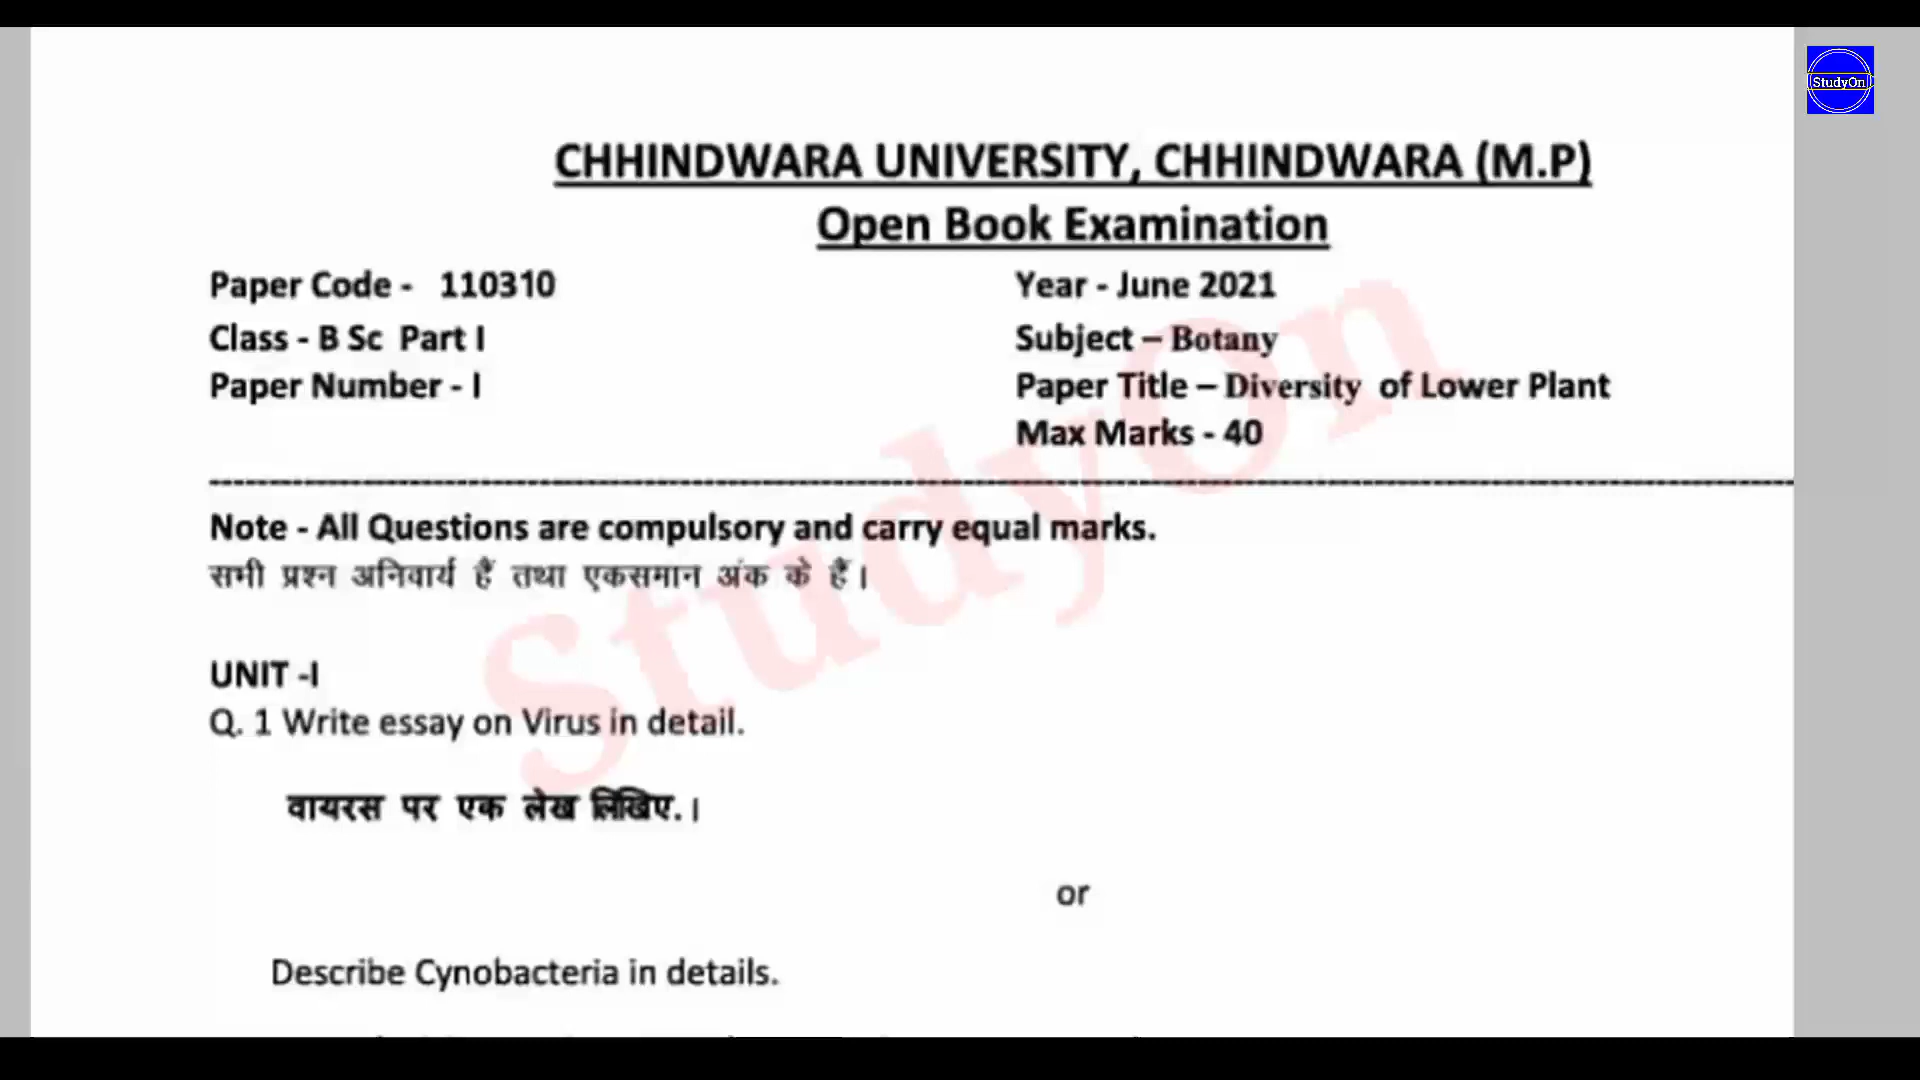 StudyOn
CHHINDWARA UNIVERSITY, CHHINDWARA (M.P)
Open Book Examination
Paper Code - 110310
Year - June 2021
Class - B Sc Part I
Subject – Botany
Paper Number - I
Paper Title – Diversity of Lower Plant
Max Marks - 40
Note - All Questions are compulsory and carry equal marks.
सभी प्रश्न अनिवार्य हैं तथा एकसमान अंक के हैं।
StudyOn
UNIT -I
Q. 1 Write essay on Virus in detail.
वायरस पर एक लेख लिखिए.।
or
Describe Cynobacteria in details.